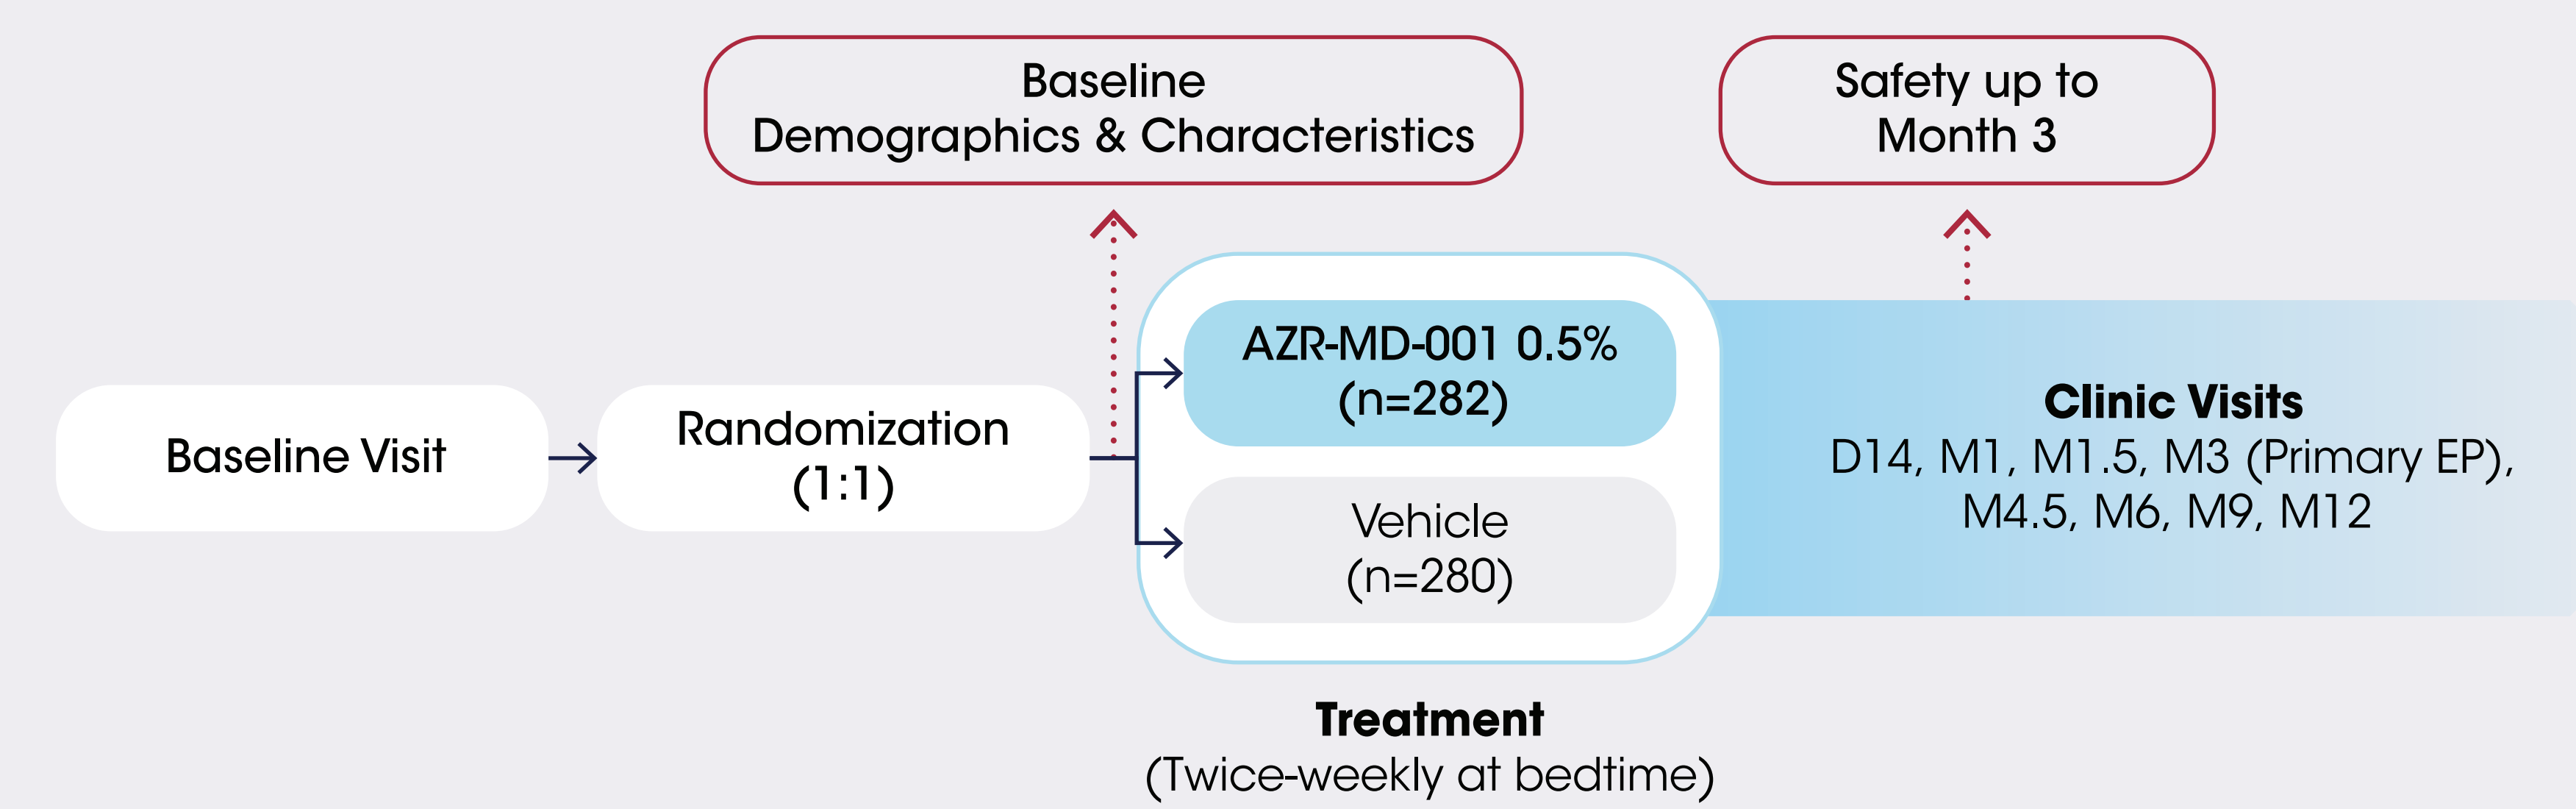 Baseline
Demographics & Characteristics
Safety up to
Month 3
Baseline Visit
Randomization
(1:1)
AZR-MD-001 0.5%
(n=282)
Vehicle
(n=280)
Clinic Visits
D14, M1, M1.5, M3 (Primary EP),
M4.5, M6, M9, M12
Treatment
(Twice-weekly at bedtime)